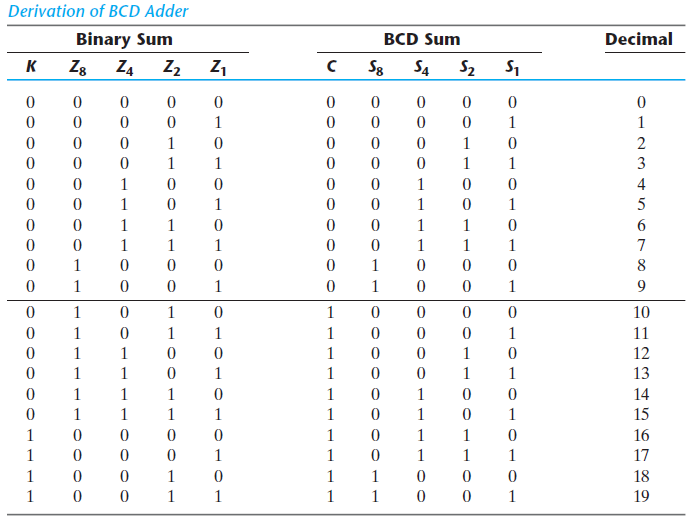 Derivation of BCD Adder
Binary Sum BCD Sum Decimal
K Z8 Z4 Z2 Z1 C S8 S4 S2 S1
0 0 0 0 0 0 0 0 0 0 0
0 0 0 0 1 0 0 0 0 1 1
0 0 0 1 0 0 0 0 1 0 2
0 0 0 1 1 0 0 0 1 1 3
0 0 1 0 0 0 0 1 0 0 4
0 0 1 0 1 0 0 1 0 1 5
0 0 1 1 0 0 0 1 1 0 6
0 0 1 1 1 0 0 1 1 1 7
0 1 0 0 0 0 1 0 0 0 8
0 1 0 0 1 0 1 0 0 1 9
0 1 0 1 0 1 0 0 0 0 10
0 1 0 1 1 1 0 0 0 1 11
0 1 1 0 0 1 0 0 1 0 12
0 1 1 0 1 1 0 0 1 1 13
0 1 1 1 0 1 0 1 0 0 14
0 1 1 1 1 1 0 1 0 1 15
1 0 0 0 0 1 0 1 1 0 16
1 0 0 0 1 1 0 1 1 1 17
1 0 0 1 0 1 1 0 0 0 18
1 0 0 1 1 1 1 0 0 1 19